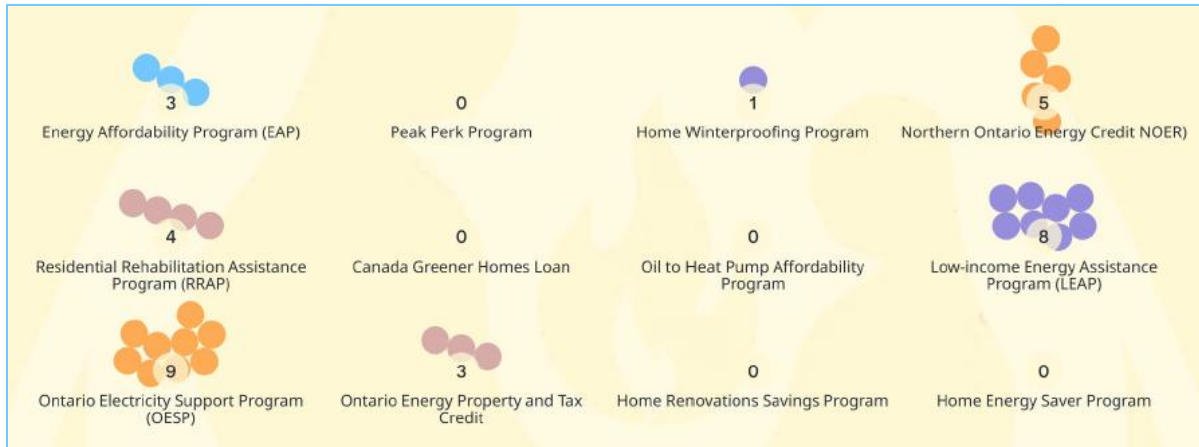 3
Energy Affordability Program (EAP)
0
Peak Perk Program
1
Home Winterproofing Program
5
Northern Ontario Energy Credit NOER)
4
Residential Rehabilitation Assistance
Program (RRAP)
0
Canada Greener Homes Loan
0
Oil to Heat Pump Affordability
Program
8
Low-income Energy Assistance
Program (LEAP)
9
Ontario Electricity Support Program
(OESP)
3
Ontario Energy Property and Tax
Credit
0
Home Renovations Savings Program
0
Home Energy Saver Program